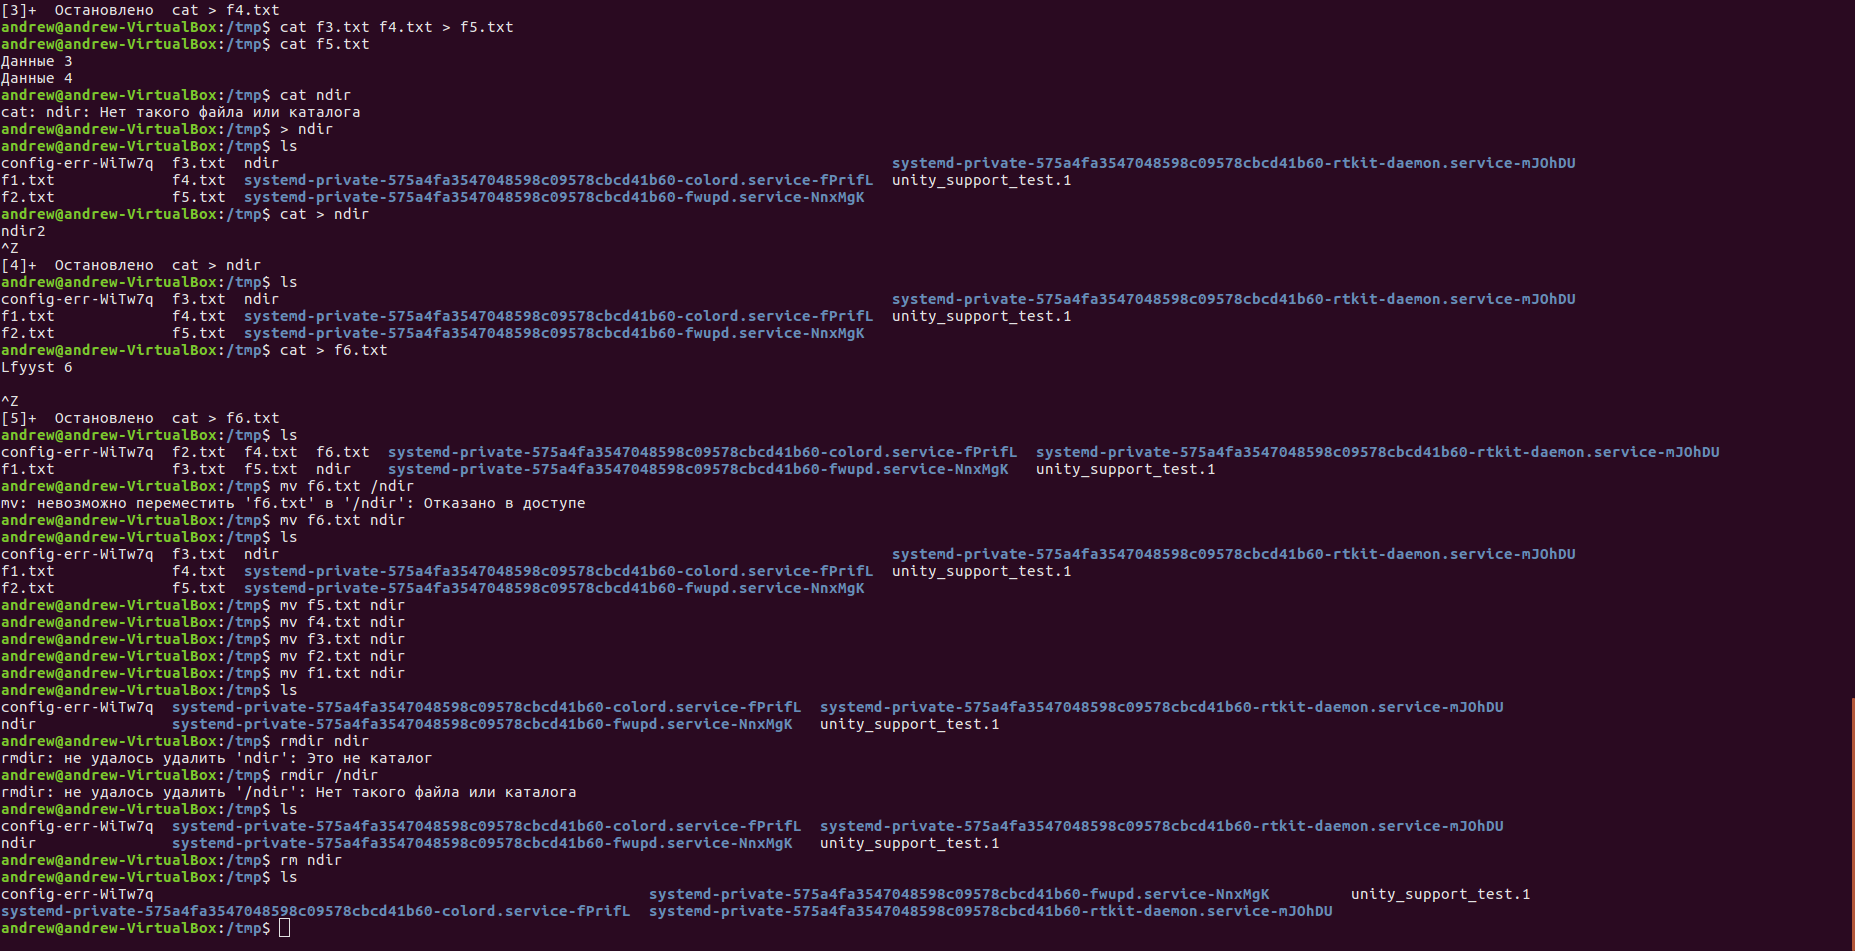 [3]+  Остановлено  cat > f4.txt
andrew@andrew-VirtualBox:/tmp$ cat f3.txt f4.txt > f5.txt
andrew@andrew-VirtualBox:/tmp$ cat f5.txt
Данные 3
Данные 4
andrew@andrew-VirtualBox:/tmp$ cat ndir
cat: ndir: Нет такого файла или каталога
andrew@andrew-VirtualBox:/tmp$ > ndir
andrew@andrew-VirtualBox:/tmp$ ls
config-err-WiTw7q  f3.txt  ndir  systemd-private-575a4fa3547048598c09578cbcd41b60-rtkit-daemon.service-mJOhDU
f1.txt  f4.txt  systemd-private-575a4fa3547048598c09578cbcd41b60-colord.service-fPrifL  unity_support_test.1
f2.txt  f5.txt  systemd-private-575a4fa3547048598c09578cbcd41b60-fwupd.service-NnxMgK
andrew@andrew-VirtualBox:/tmp$ cat > ndir
ndir2
^Z
[4]+  Остановлено  cat > ndir
andrew@andrew-VirtualBox:/tmp$ ls
config-err-WiTw7q  f3.txt  ndir  systemd-private-575a4fa3547048598c09578cbcd41b60-rtkit-daemon.service-mJOhDU
f1.txt  f4.txt  systemd-private-575a4fa3547048598c09578cbcd41b60-colord.service-fPrifL  unity_support_test.1
f2.txt  f5.txt  systemd-private-575a4fa3547048598c09578cbcd41b60-fwupd.service-NnxMgK
andrew@andrew-VirtualBox:/tmp$ cat > f6.txt
Lfyyst 6
^Z
[5]+  Остановлено  cat > f6.txt
andrew@andrew-VirtualBox:/tmp$ ls
config-err-WiTw7q  f2.txt  f4.txt  f6.txt  systemd-private-575a4fa3547048598c09578cbcd41b60-colord.service-fPrifL  systemd-private-575a4fa3547048598c09578cbcd41b60-rtkit-daemon.service-mJOhDU
f1.txt  f3.txt  f5.txt  ndir  systemd-private-575a4fa3547048598c09578cbcd41b60-fwupd.service-NnxMgK  unity_support_test.1
andrew@andrew-VirtualBox:/tmp$ mv f6.txt /ndir
mv: невозможно переместить 'f6.txt' в '/ndir': Отказано в доступе
andrew@andrew-VirtualBox:/tmp$ mv f6.txt ndir
andrew@andrew-VirtualBox:/tmp$ ls
config-err-WiTw7q  f3.txt  ndir  systemd-private-575a4fa3547048598c09578cbcd41b60-rtkit-daemon.service-mJOhDU
f1.txt  f4.txt  systemd-private-575a4fa3547048598c09578cbcd41b60-colord.service-fPrifL  unity_support_test.1
f2.txt  f5.txt  systemd-private-575a4fa3547048598c09578cbcd41b60-fwupd.service-NnxMgK
andrew@andrew-VirtualBox:/tmp$ mv f5.txt ndir
andrew@andrew-VirtualBox:/tmp$ mv f4.txt ndir
andrew@andrew-VirtualBox:/tmp$ mv f3.txt ndir
andrew@andrew-VirtualBox:/tmp$ mv f2.txt ndir
andrew@andrew-VirtualBox:/tmp$ mv f1.txt ndir
andrew@andrew-VirtualBox:/tmp$ ls
config-err-WiTw7q  systemd-private-575a4fa3547048598c09578cbcd41b60-colord.service-fPrifL  systemd-private-575a4fa3547048598c09578cbcd41b60-rtkit-daemon.service-mJOhDU
ndir  systemd-private-575a4fa3547048598c09578cbcd41b60-fwupd.service-NnxMgK  unity_support_test.1
andrew@andrew-VirtualBox:/tmp$ rmdir ndir
rmdir: не удалось удалить 'ndir': Это не каталог
andrew@andrew-VirtualBox:/tmp$ rmdir /ndir
rmdir: не удалось удалить '/ndir': Нет такого файла или каталога
andrew@andrew-VirtualBox:/tmp$ ls
config-err-WiTw7q  systemd-private-575a4fa3547048598c09578cbcd41b60-colord.service-fPrifL  systemd-private-575a4fa3547048598c09578cbcd41b60-rtkit-daemon.service-mJOhDU
ndir  systemd-private-575a4fa3547048598c09578cbcd41b60-fwupd.service-NnxMgK  unity_support_test.1
andrew@andrew-VirtualBox:/tmp$ rm ndir
andrew@andrew-VirtualBox:/tmp$ ls
config-err-WiTw7q  systemd-private-575a4fa3547048598c09578cbcd41b60-fwupd.service-NnxMgK  unity_support_test.1
systemd-private-575a4fa3547048598c09578cbcd41b60-colord.service-fPrifL  systemd-private-575a4fa3547048598c09578cbcd41b60-rtkit-daemon.service-mJOhDU
andrew@andrew-VirtualBox:/tmp$